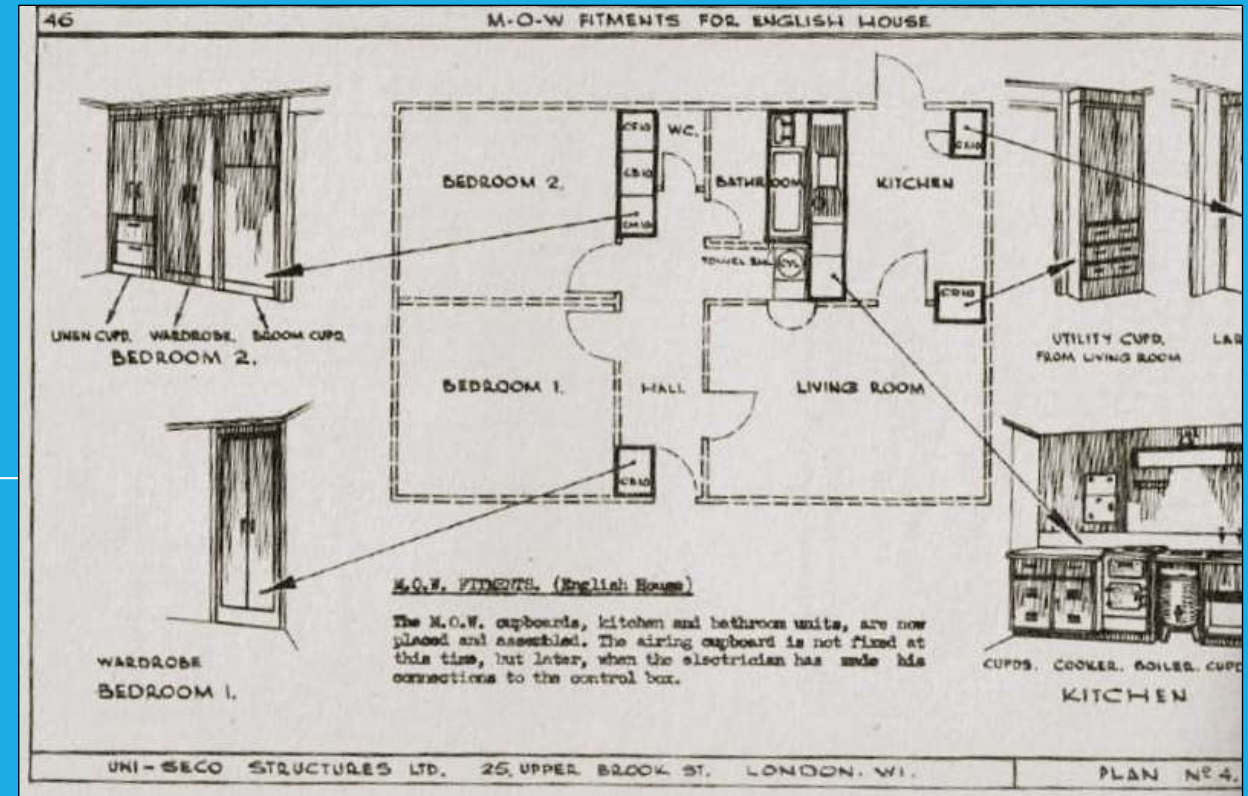 46
M-O-W FITMENTS FOR ENGLISH HOUSE
BEDROOM 2.
W.C.
BATHROOM
KITCHEN
CM10
TOWEL RAIL
CYL
CR10
LINEN CUPD. WARDROBE. BROOM CUPD.
BEDROOM 2.
BEDROOM 1.
HALL
LIVING ROOM
UTILITY CUPD.
FROM LIVING ROOM
LAR
WARDROBE
BEDROOM 1.
M.O.W. FITMENTS. (English House)
The M.O.W. cupboards, kitchen and bathroom units, are now
placed and assembled. The airing cupboard is not fixed at
this time, but later, when the electrician has made his
connections to the control box.
CUPDS. COOKER. BOILER. CUPD
KITCHEN
UNI-SECO STRUCTURES LTD. 25, UPPER BROOK ST. LONDON. W1.
PLAN Nº 4.